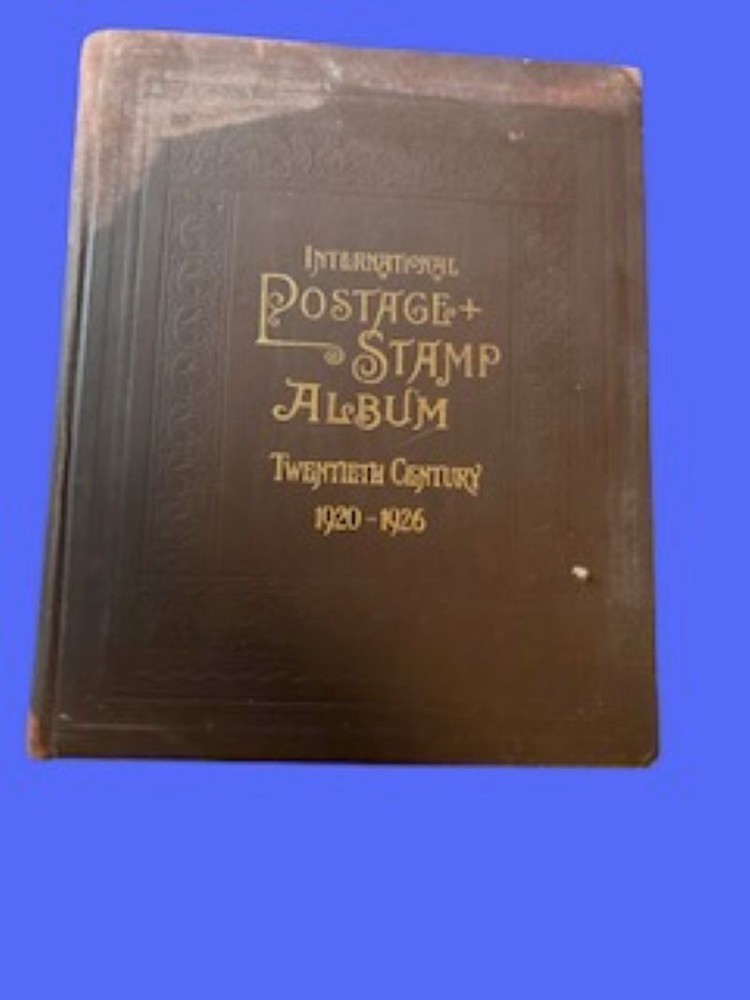 International
Postage+
Stamp
Album
Twentieth Century
1920-1926